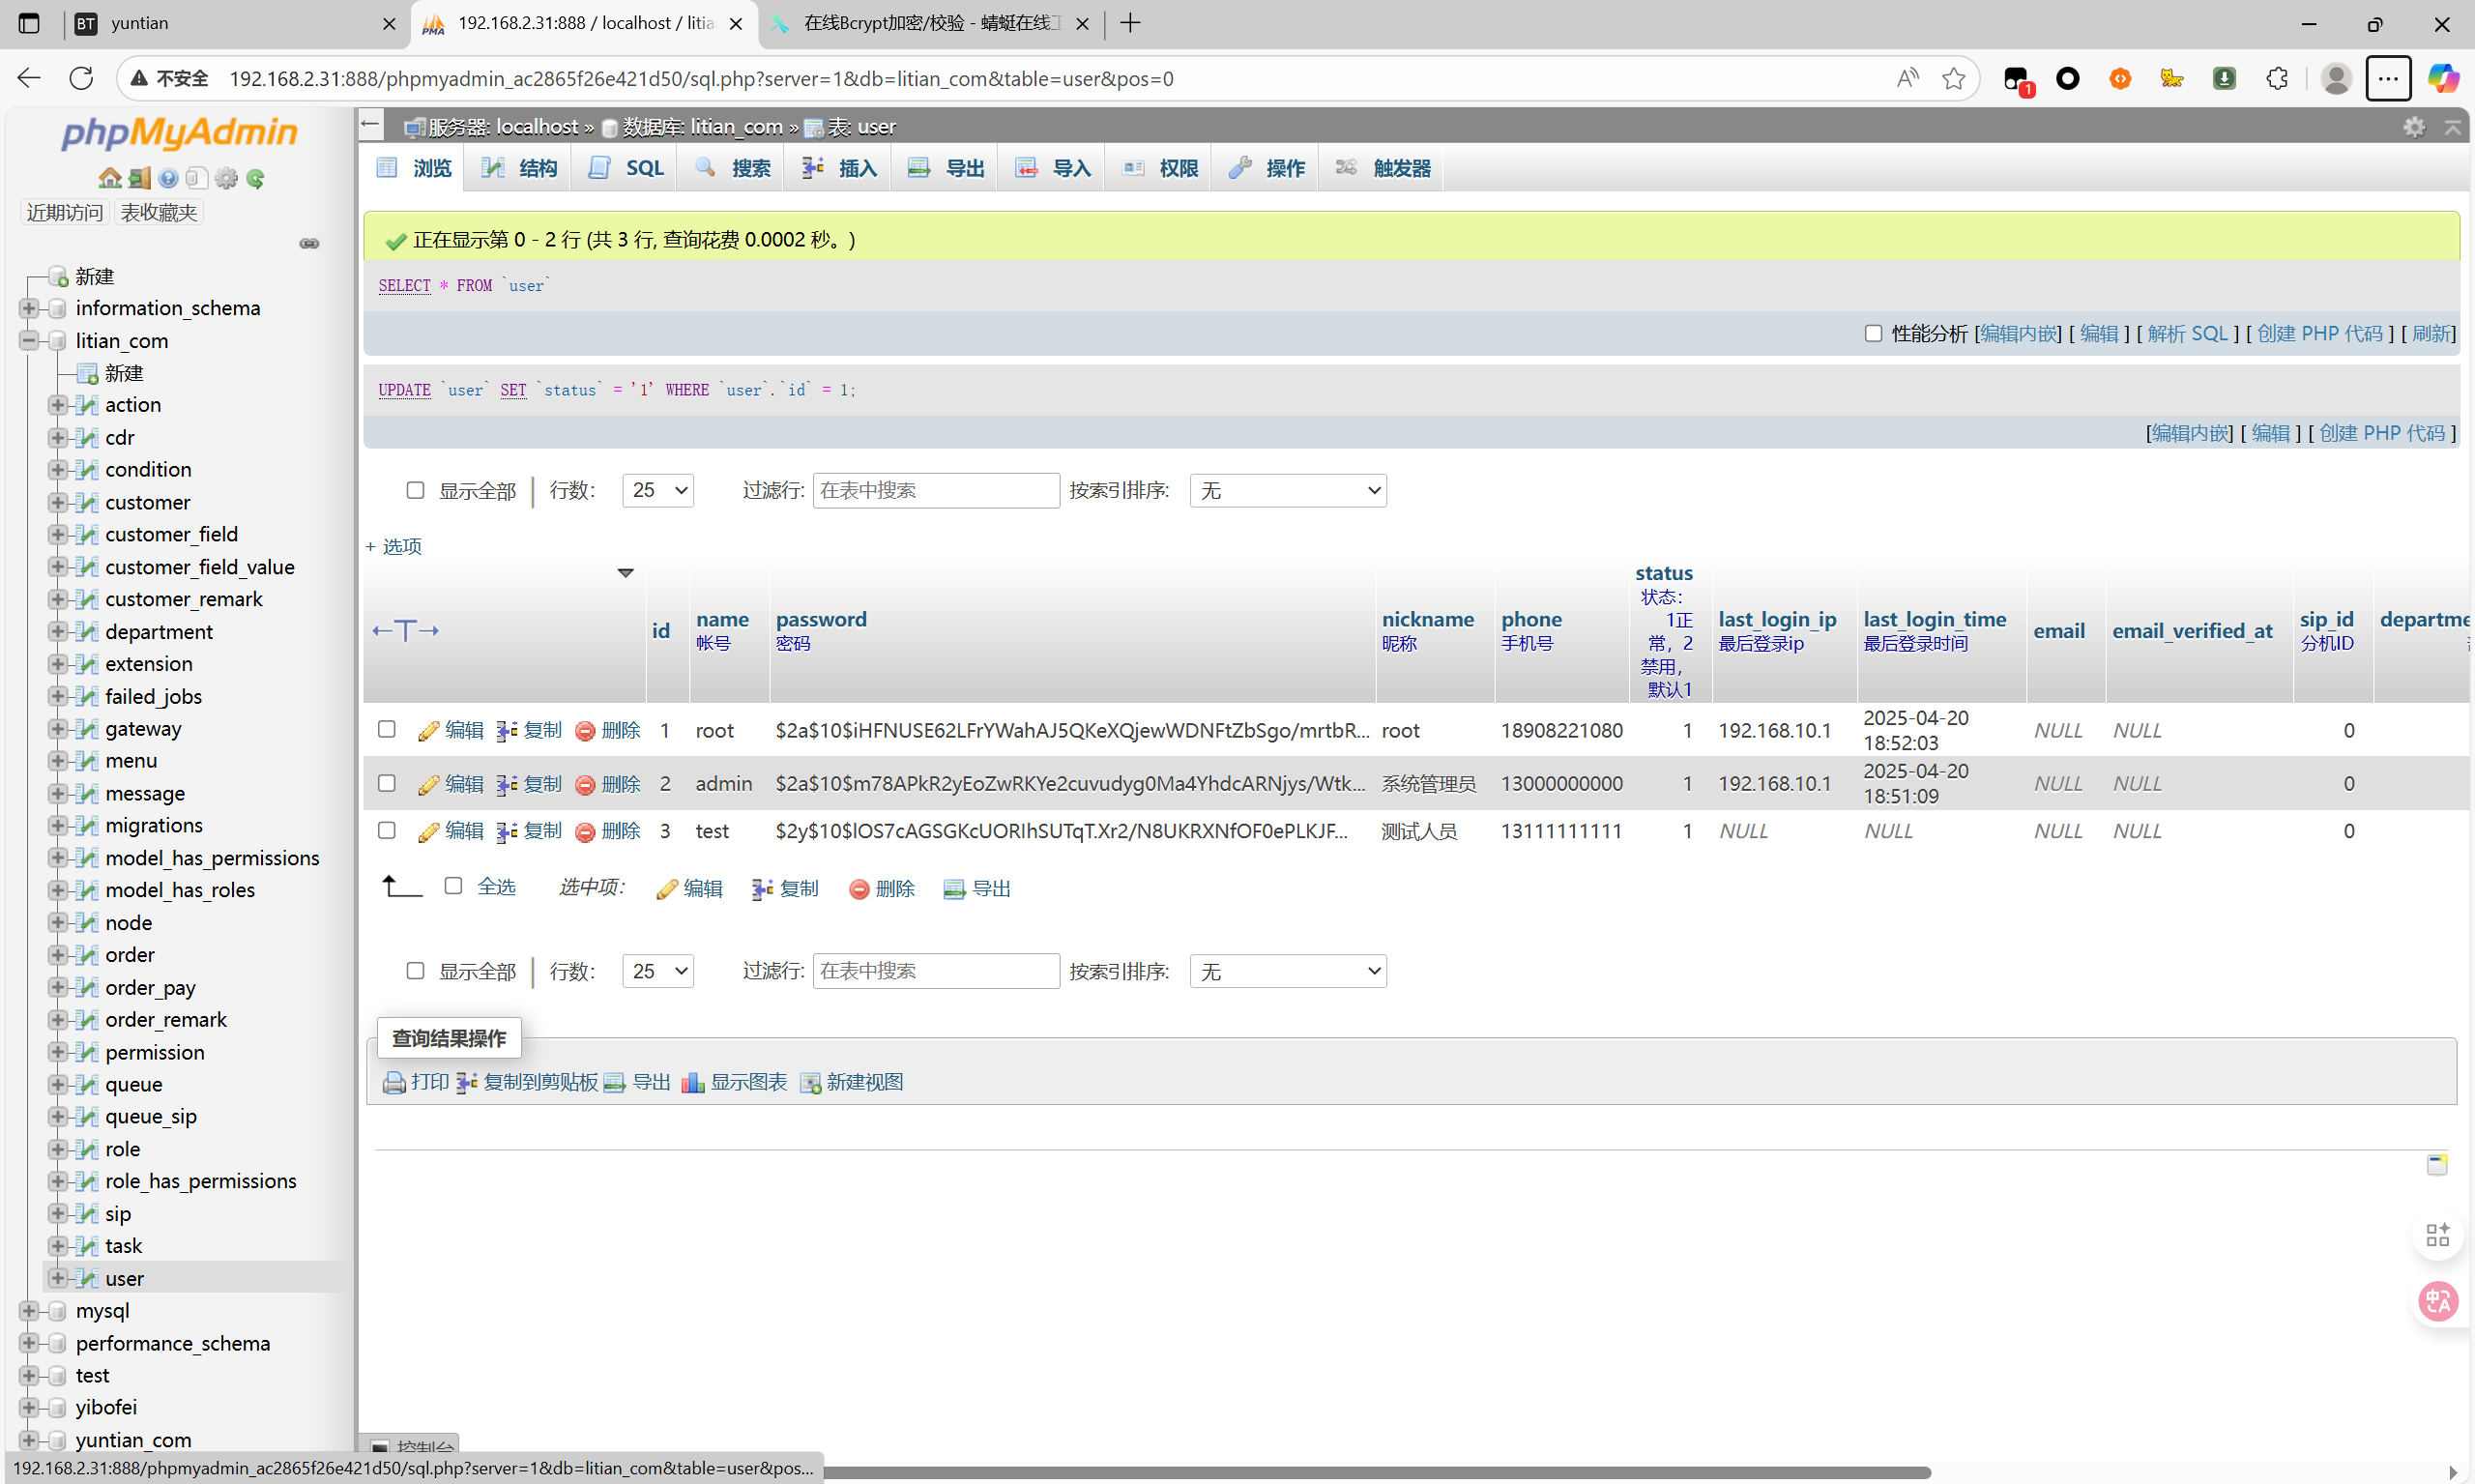 yuntian
192.168.2.31:888 / localhost / litia
在线Bcrypt加密/校验 - 蜻蜓在线工
不安全 192.168.2.31:888/phpmyadmin_ac2865f26e421d50/sql.php?server=1&db=litian_com&table=user&pos=0
1
phpMyAdmin
近期访问 表收藏夹
新建
information_schema
litian_com
新建
action
cdr
condition
customer
customer_field
customer_field_value
customer_remark
department
extension
failed_jobs
gateway
menu
message
migrations
model_has_permissions
model_has_roles
node
order
order_pay
order_remark
permission
queue
queue_sip
role
role_has_permissions
sip
task
user
mysql
performance_schema
test
yibofei
yuntian_com
服务器: localhost » 数据库: litian_com » 表: user
浏览 结构 SQL 搜索 插入 导出 导入 权限 操作 触发器
正在显示第 0 - 2 行 (共 3 行, 查询花费 0.0002 秒。)
SELECT * FROM `user`
性能分析 [编辑内嵌] [ 编辑 ] [ 解析 SQL ] [ 创建 PHP 代码 ] [ 刷新]
UPDATE `user` SET `status` = '1' WHERE `user`.`id` = 1;
[编辑内嵌] [ 编辑 ] [ 创建 PHP 代码 ]
显示全部 行数: 25 过滤行: 在表中搜索 按索引排序: 无
+ 选项
←T→ id name 帐号 password 密码 nickname 昵称 phone 手机号 status 状态：1正常，2禁用，默认1 last_login_ip 最后登录ip last_login_time 最后登录时间 email email_verified_at sip_id 分机ID departme
编辑 复制 删除 1 root $2a$10$iHFNUSE62LFrYWahAJ5QKeXQjewWDNFtZbSgo/mrtbR... root 18908221080 1 192.168.10.1 2025-04-20 18:52:03 NULL NULL 0
编辑 复制 删除 2 admin $2a$10$m78APkR2yEoZwRKYe2cuvudyg0Ma4YhdcARNjys/Wtk... 系统管理员 13000000000 1 192.168.10.1 2025-04-20 18:51:09 NULL NULL 0
编辑 复制 删除 3 test $2y$10$lOS7cAGSGKcUORIhSUTqT.Xr2/N8UKRXNfOF0ePLKJF... 测试人员 13111111111 1 NULL NULL NULL NULL 0
全选 选中项: 编辑 复制 删除 导出
显示全部 行数: 25 过滤行: 在表中搜索 按索引排序: 无
查询结果操作
打印 复制到剪贴板 导出 显示图表 新建视图
控制台
192.168.2.31:888/phpmyadmin_ac2865f26e421d50/sql.php?server=1&db=litian_com&table=user&pos...